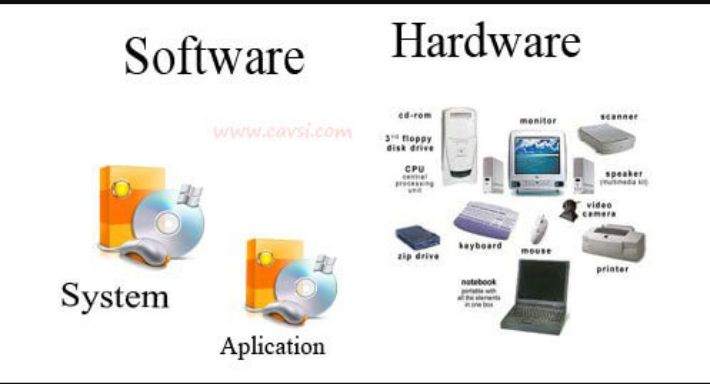 Software
Hardware
www.cavsi.com
System
Aplication
cd-rom
3rd floppy
disk drive
CPU
central
processing
unit
monitor
scanner
speaker
(multimedia kit)
video
camera
zip drive
keyboard
mouse
printer
notebook
portable with
all the elements
in one box